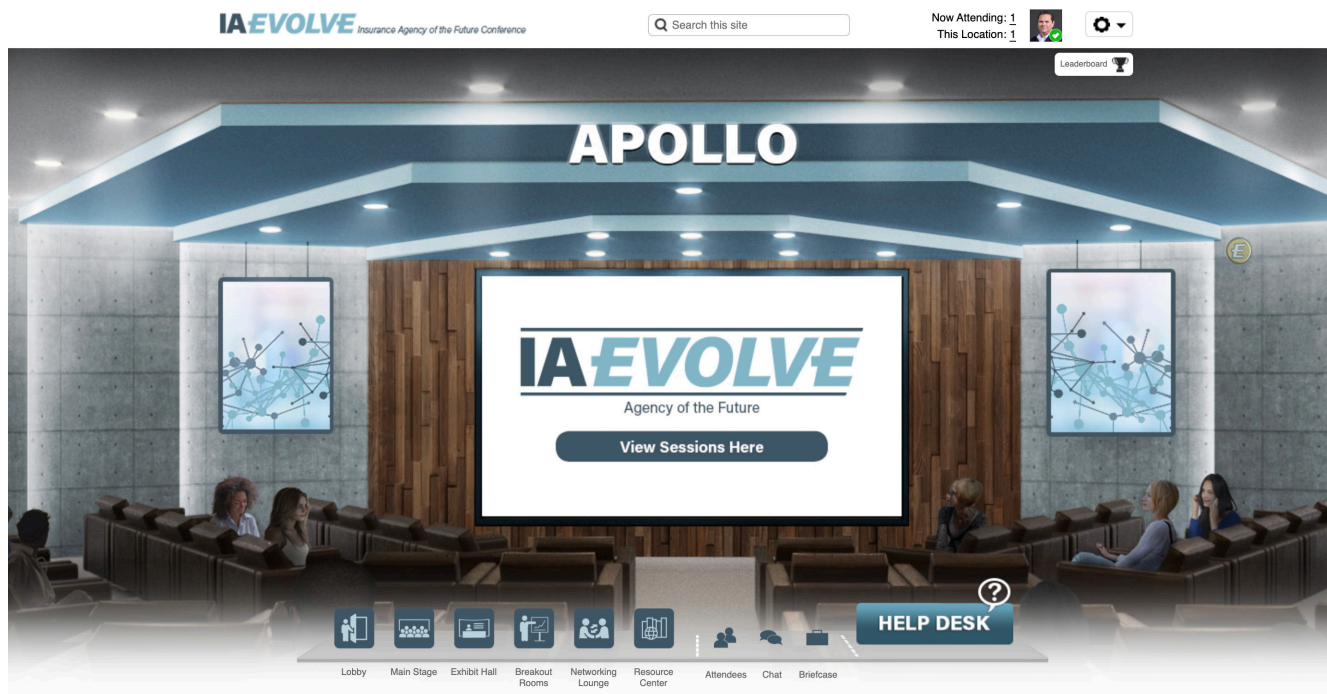 IA EVOLVE Insurance Agency of the Future Conference
Search this site
Now Attending: 1
This Location: 1
Leaderboard
APOLLO
E
IA EVOLVE
Agency of the Future
View Sessions Here
HELP DESK
?
Lobby
Main Stage
Exhibit Hall
Breakout
Rooms
Networking
Lounge
Resource
Center
Attendees
Chat
Briefcase